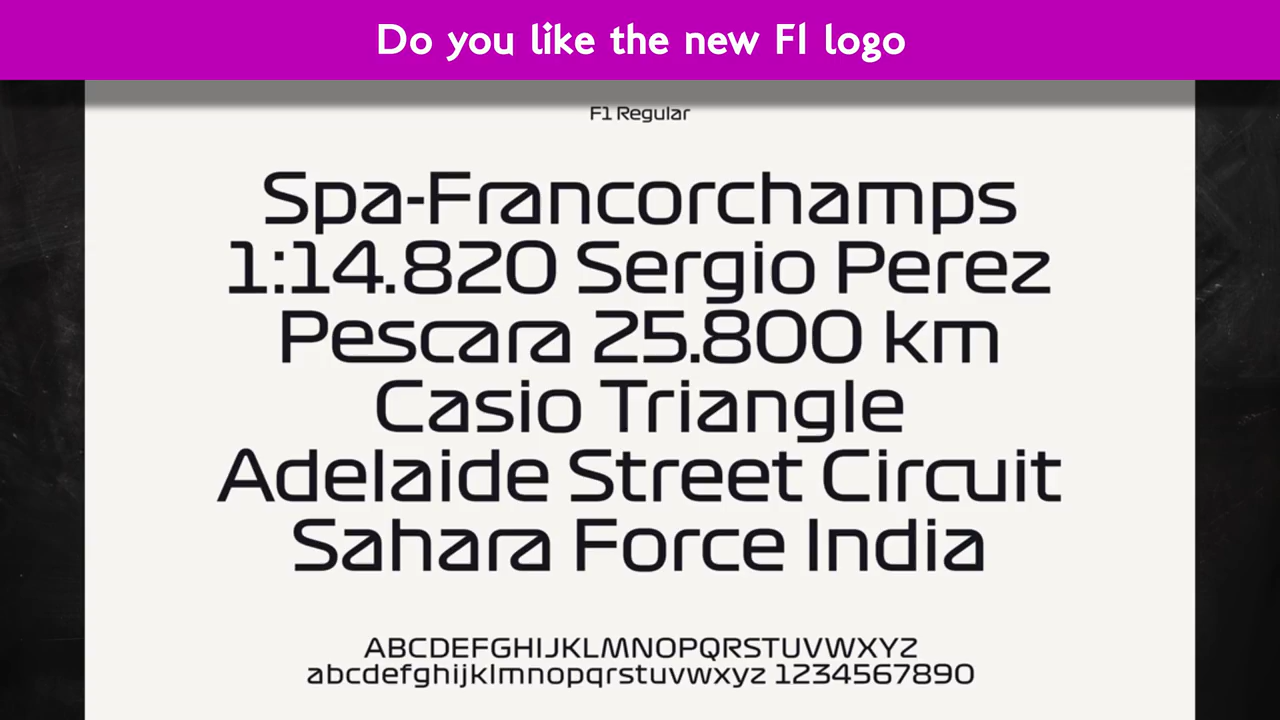 Do you like the new F1 logo
F1 Regular
Spa-Francorchamps
1:14.820 Sergio Perez
Pescara 25.800 km
Casio Triangle
Adelaide Street Circuit
Sahara Force India
ABCDEFGHIJKLMNOPQRSTUVWXYZ
abcdefghijklmnopqrstuvwxyz 1234567890